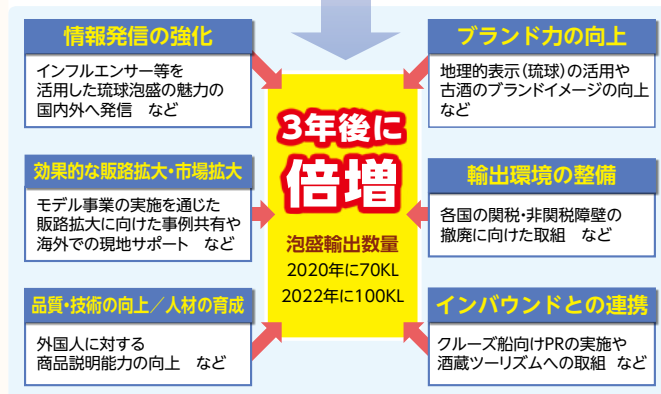 情報発信の強化
インフルエンサー等を
活用した琉球泡盛の魅力の
国内外へ発信　など
効果的な販路拡大・市場拡大
モデル事業の実施を通じた
販路拡大に向けた事例共有や
海外での現地サポート　など
品質・技術の向上／人材の育成
外国人に対する
商品説明能力の向上　など
3年後に
倍増
泡盛輸出数量
2020年に70KL
2022年に100KL
ブランド力の向上
地理的表示（琉球）の活用や
古酒のブランドイメージの向上
など
輸出環境の整備
各国の関税・非関税障壁の
撤廃に向けた取組　など
インバウンドとの連携
クルーズ船向けPRの実施や
酒蔵ツーリズムへの取組　など